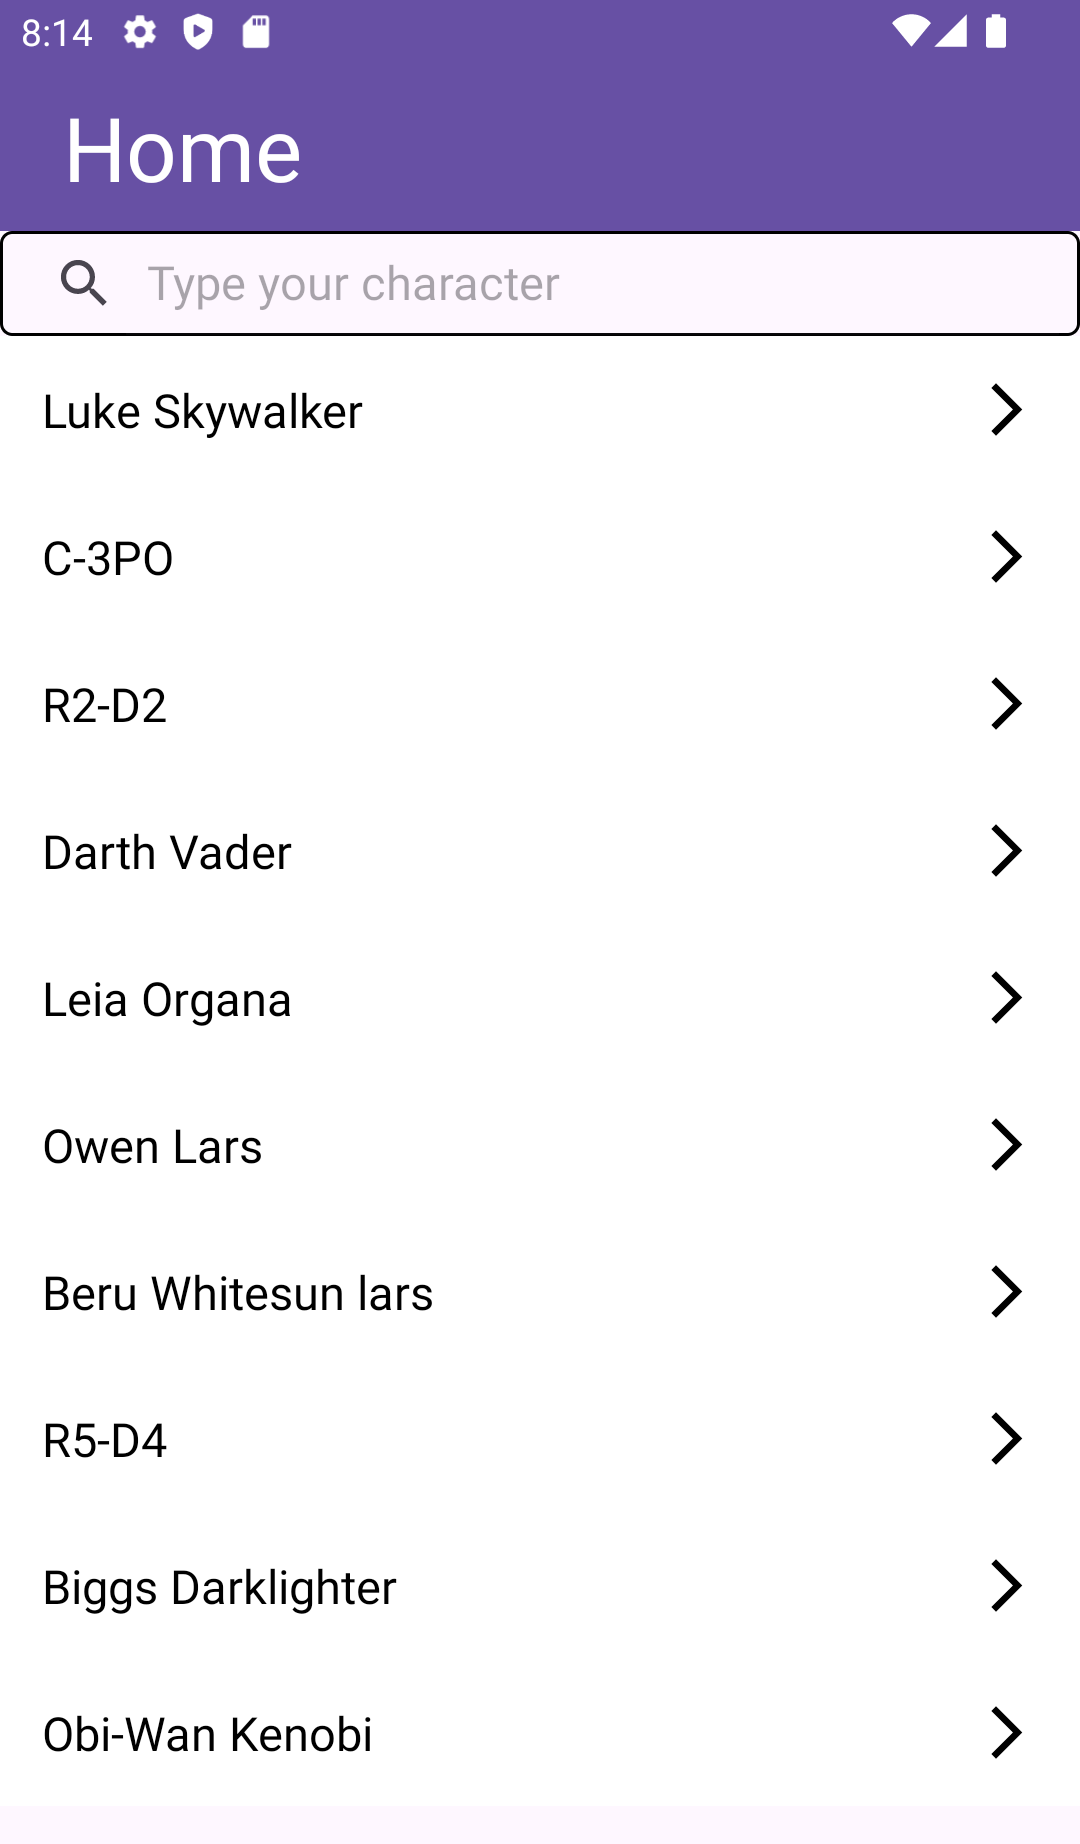 8:14
Home
Type your character
Luke Skywalker
C-3PO
R2-D2
Darth Vader
Leia Organa
Owen Lars
Beru Whitesun lars
R5-D4
Biggs Darklighter
Obi-Wan Kenobi